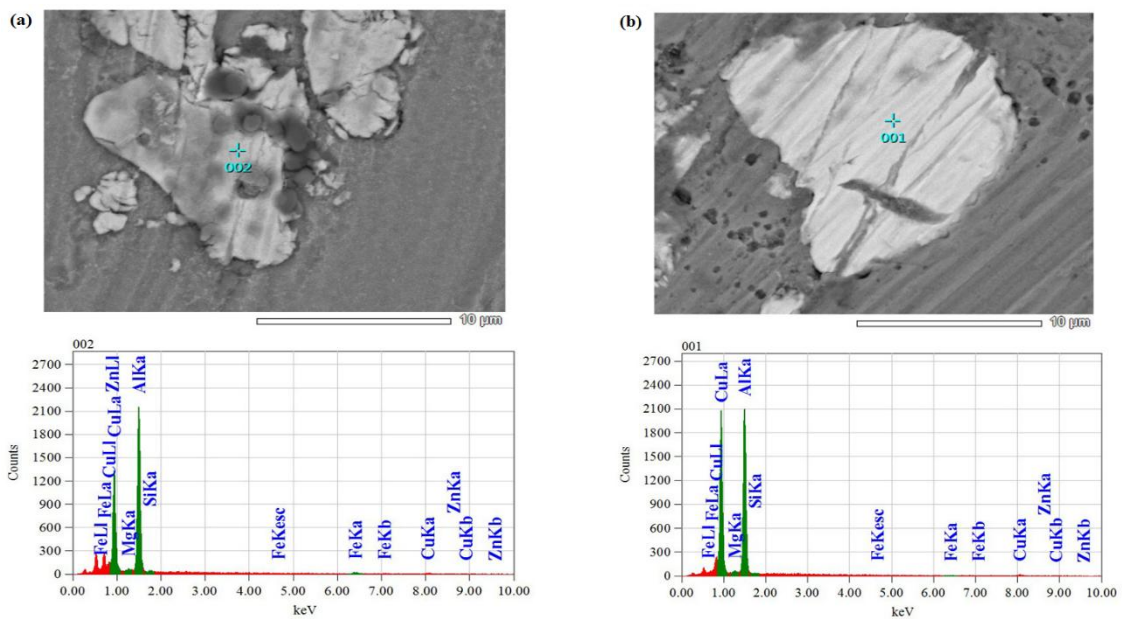 (a)
002
10 µm
(b)
001
10 µm
002
2700
2400
2100
1800
1500
1200
900
600
300
0
Counts
FeLl
FeLa
CuLl
CuLa
ZnLl
MgKa
AlKa
SiKa
FeKesc
FeKa
FeKb
CuKa
ZnKa
CuKb
ZnKb
0.00 1.00 2.00 3.00 4.00 5.00 6.00 7.00 8.00 9.00 10.00
keV
001
2700
2400
2100
1800
1500
1200
900
600
300
0
Counts
FeLl
FeLa
CuLl
CuLa
MgKa
AlKa
SiKa
FeKesc
FeKa
FeKb
CuKa
ZnKa
CuKb
ZnKb
0.00 1.00 2.00 3.00 4.00 5.00 6.00 7.00 8.00 9.00 10.00
keV